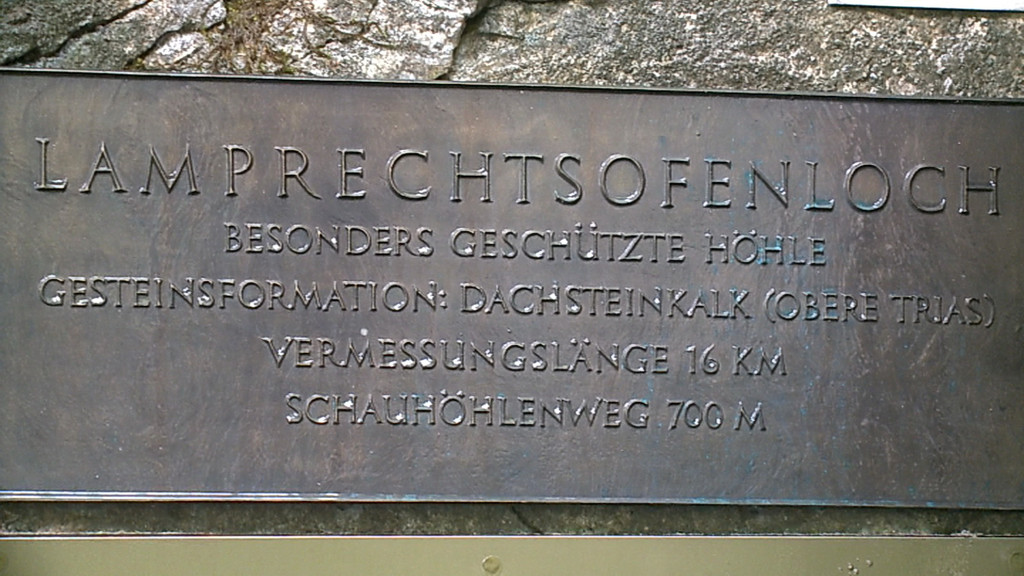 LAMPRECHTSOFENLOCH
BESONDERS GESCHÜTZTE HÖHLE
GESTEINSFORMATION: DACHSTEINKALK (OBERE TRIAS)
VERMESSUNGSLÄNGE 16 KM
SCHAUHÖHLENWEG 700 M